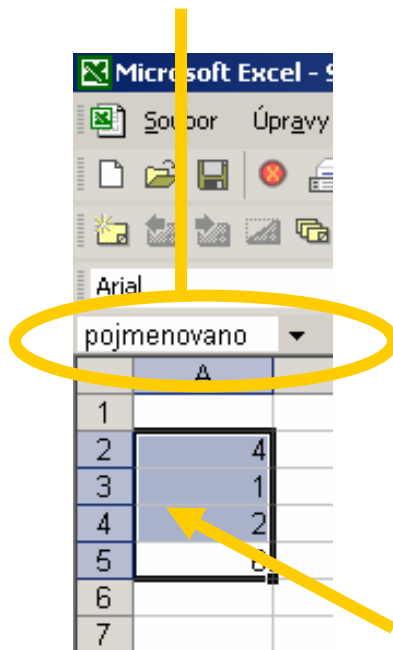 Microsoft Excel -
Soubor Úpravy
Arial
pojmenovano
A
1
2 4
3 1
4 2
5
6
7